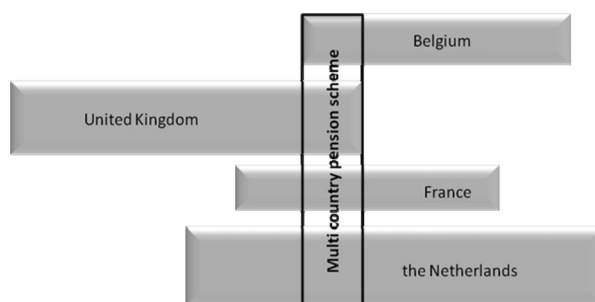 Belgium
Multi country pension scheme
United Kingdom
France
the Netherlands